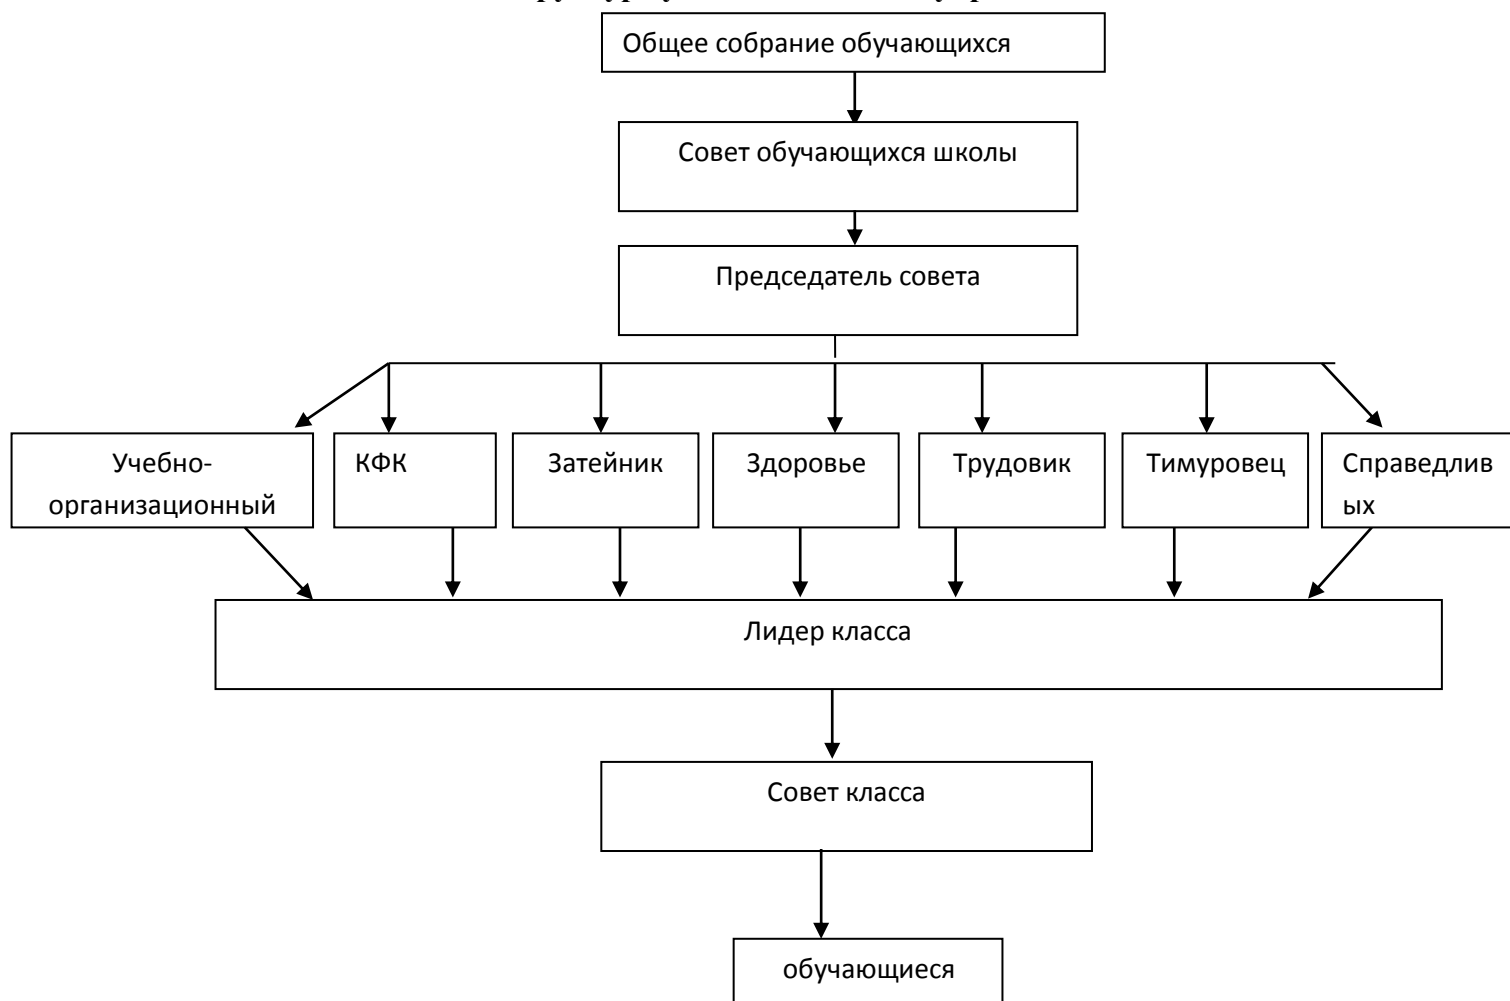 Общее собрание обучающихся
Совет обучающихся школы
Председатель совета
Учебно-
организационный
КФК
Затейник
Здоровье
Трудовик
Тимуровец
Справедлив
ых
Лидер класса
Совет класса
обучающиеся